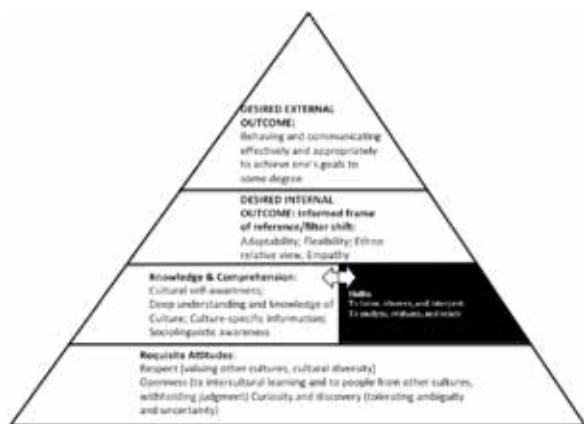 DESIRED EXTERNAL
OUTCOME:
Behaving and communicating
effectively and appropriately
to achieve one's goals to
some degree
DESIRED INTERNAL
OUTCOME: Informed frame
of reference/filter shift:
Adaptability; Flexibility; Ethno
relative view; Empathy
Knowledge & Comprehension:
Cultural self-awareness;
Deep understanding and knowledge of
Culture; Culture-specific information;
Sociolinguistic awareness
Skills:
To listen, observe, and interpret
To analyze, evaluate, and relate
Requisite Attitudes:
Respect (valuing other cultures, cultural diversity)
Openness (to intercultural learning and to people from other cultures,
withholding judgment) Curiosity and discovery (tolerating ambiguity
and uncertainty)